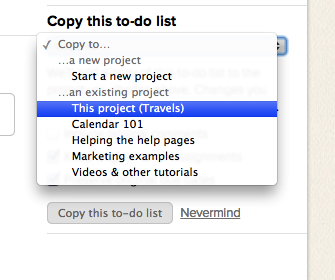 Copy this to-do list
✓ Copy to...
...a new project
Start a new project
...an existing project
This project (Travels)
Calendar 101
Helping the help pages
Marketing examples
Videos & other tutorials
Copy this to-do list
Nevermind